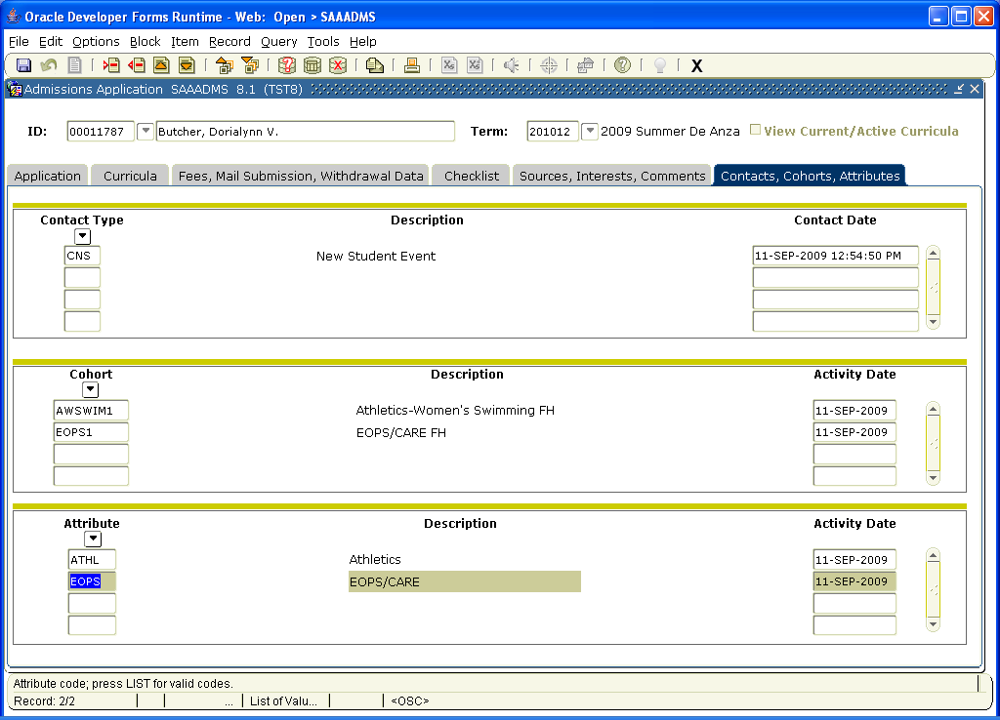 Oracle Developer Forms Runtime - Web: Open > SAAADMS
File Edit Options Block Item Record Query Tools Help
X
Admissions Application SAAADMS 8.1 (TST8)
ID: 00011787 Butcher, Dorialynn V. Term: 201012 2009 Summer De Anza View Current/Active Curricula
Application Curricula Fees, Mail Submission, Withdrawal Data Checklist Sources, Interests, Comments Contacts, Cohorts, Attributes
Contact Type Description Contact Date
CNS New Student Event 11-SEP-2009 12:54:50 PM
Cohort Description Activity Date
AWSWIM1 Athletics-Women's Swimming FH 11-SEP-2009
EOPS1 EOPS/CARE FH 11-SEP-2009
Attribute Description Activity Date
ATHL Athletics 11-SEP-2009
EOPS EOPS/CARE 11-SEP-2009
Attribute code; press LIST for valid codes.
Record: 2/2 ... List of Valu... <OSC>